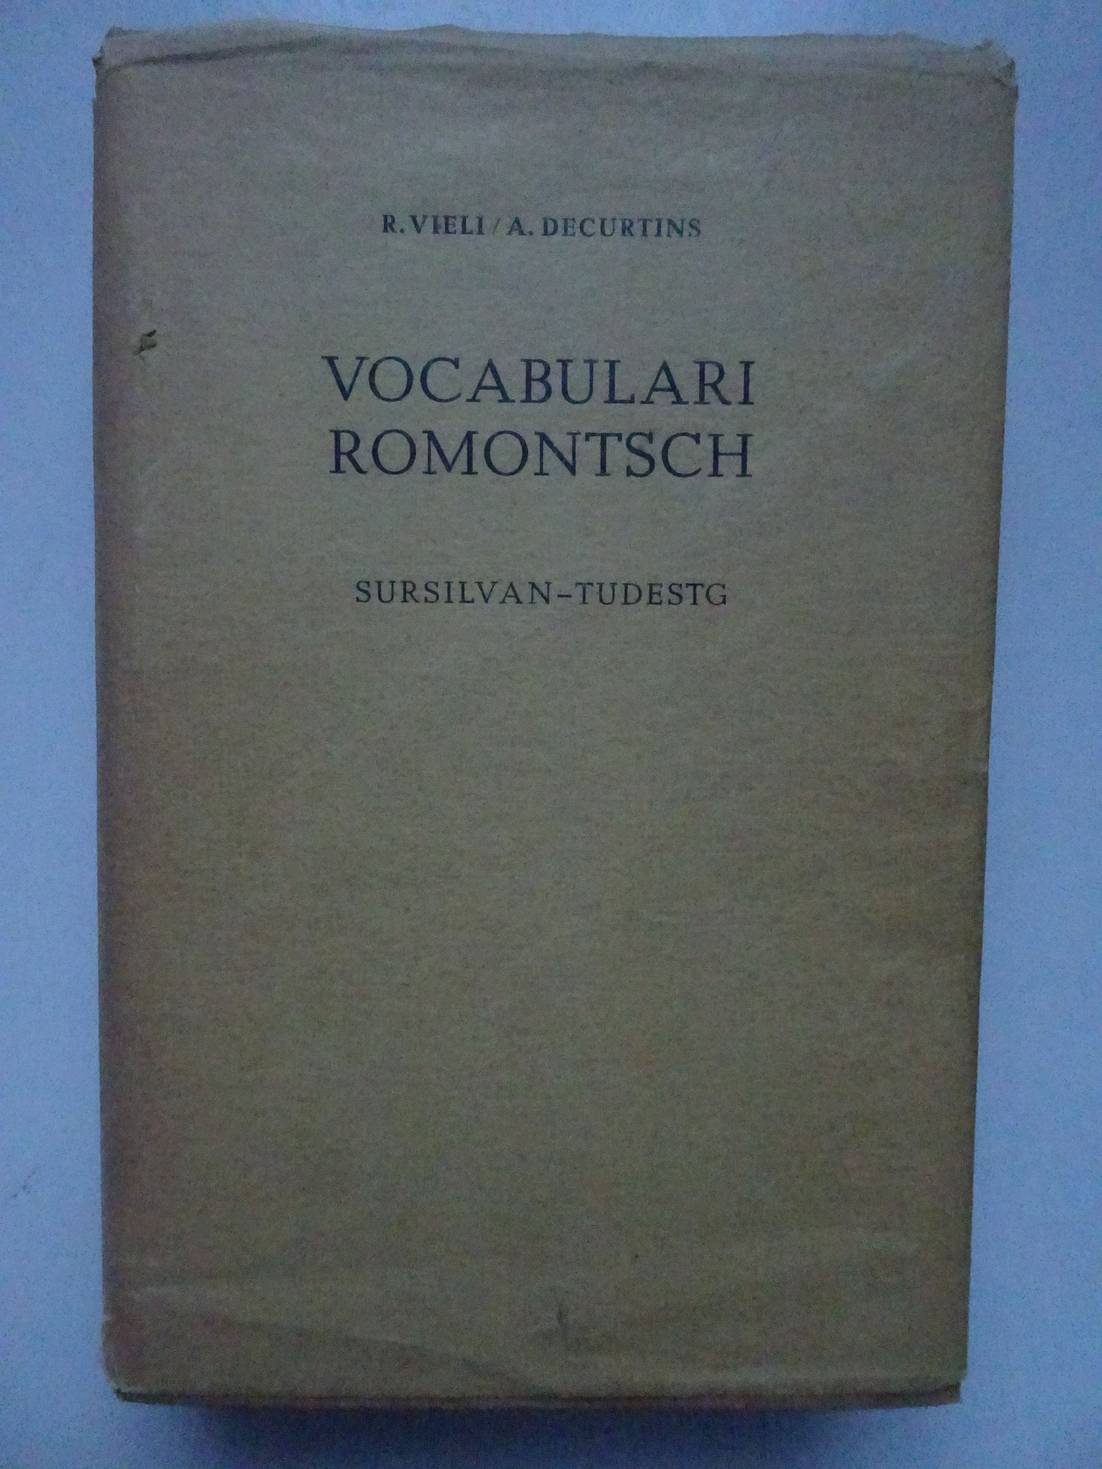 R. VIELI / A. DECURTINS
VOCABULARI
ROMONTSCH
SURSILVAN–TUDESTG